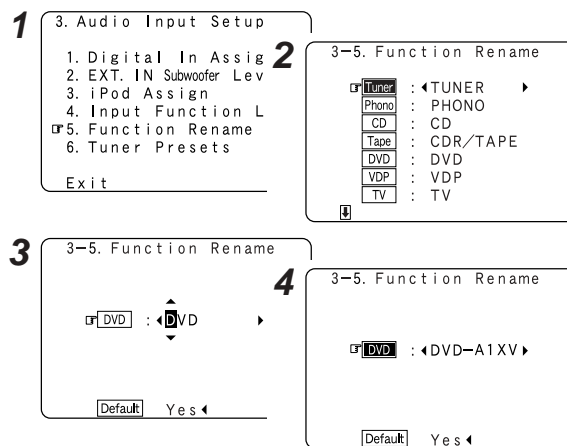 1
3. Audio Input Setup
1. Digital In Assig
2. EXT. IN Subwoofer Lev
3. iPod Assign
4. Input Function L
☞5. Function Rename
6. Tuner Presets
Exit
2
3-5. Function Rename
☞ Tuner : ◀TUNER ▶
Phono : PHONO
CD : CD
Tape : CDR/TAPE
DVD : DVD
VDP : VDP
TV : TV
⬇
3
3-5. Function Rename
☞ DVD : ◀DVD ▶
Default Yes◀
4
3-5. Function Rename
☞ DVD : ◀DVD-A1XV▶
Default Yes◀